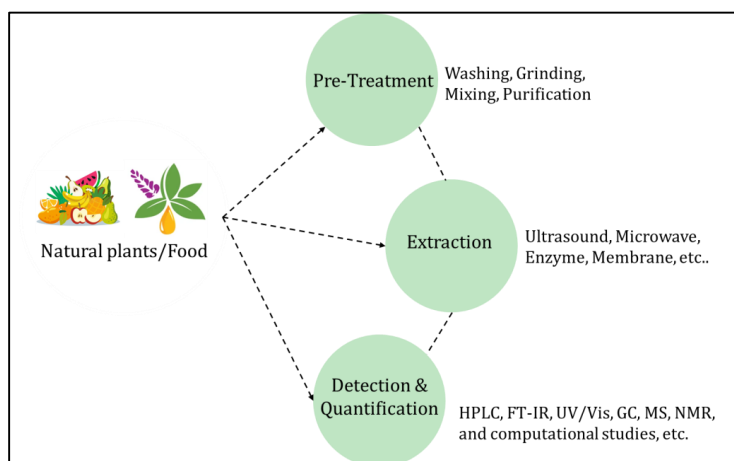 Pre-Treatment
Washing, Grinding,
Mixing, Purification
Natural plants/Food
Extraction
Ultrasound, Microwave,
Enzyme, Membrane, etc..
Detection &
Quantification
HPLC, FT-IR, UV/Vis, GC, MS, NMR,
and computational studies, etc.